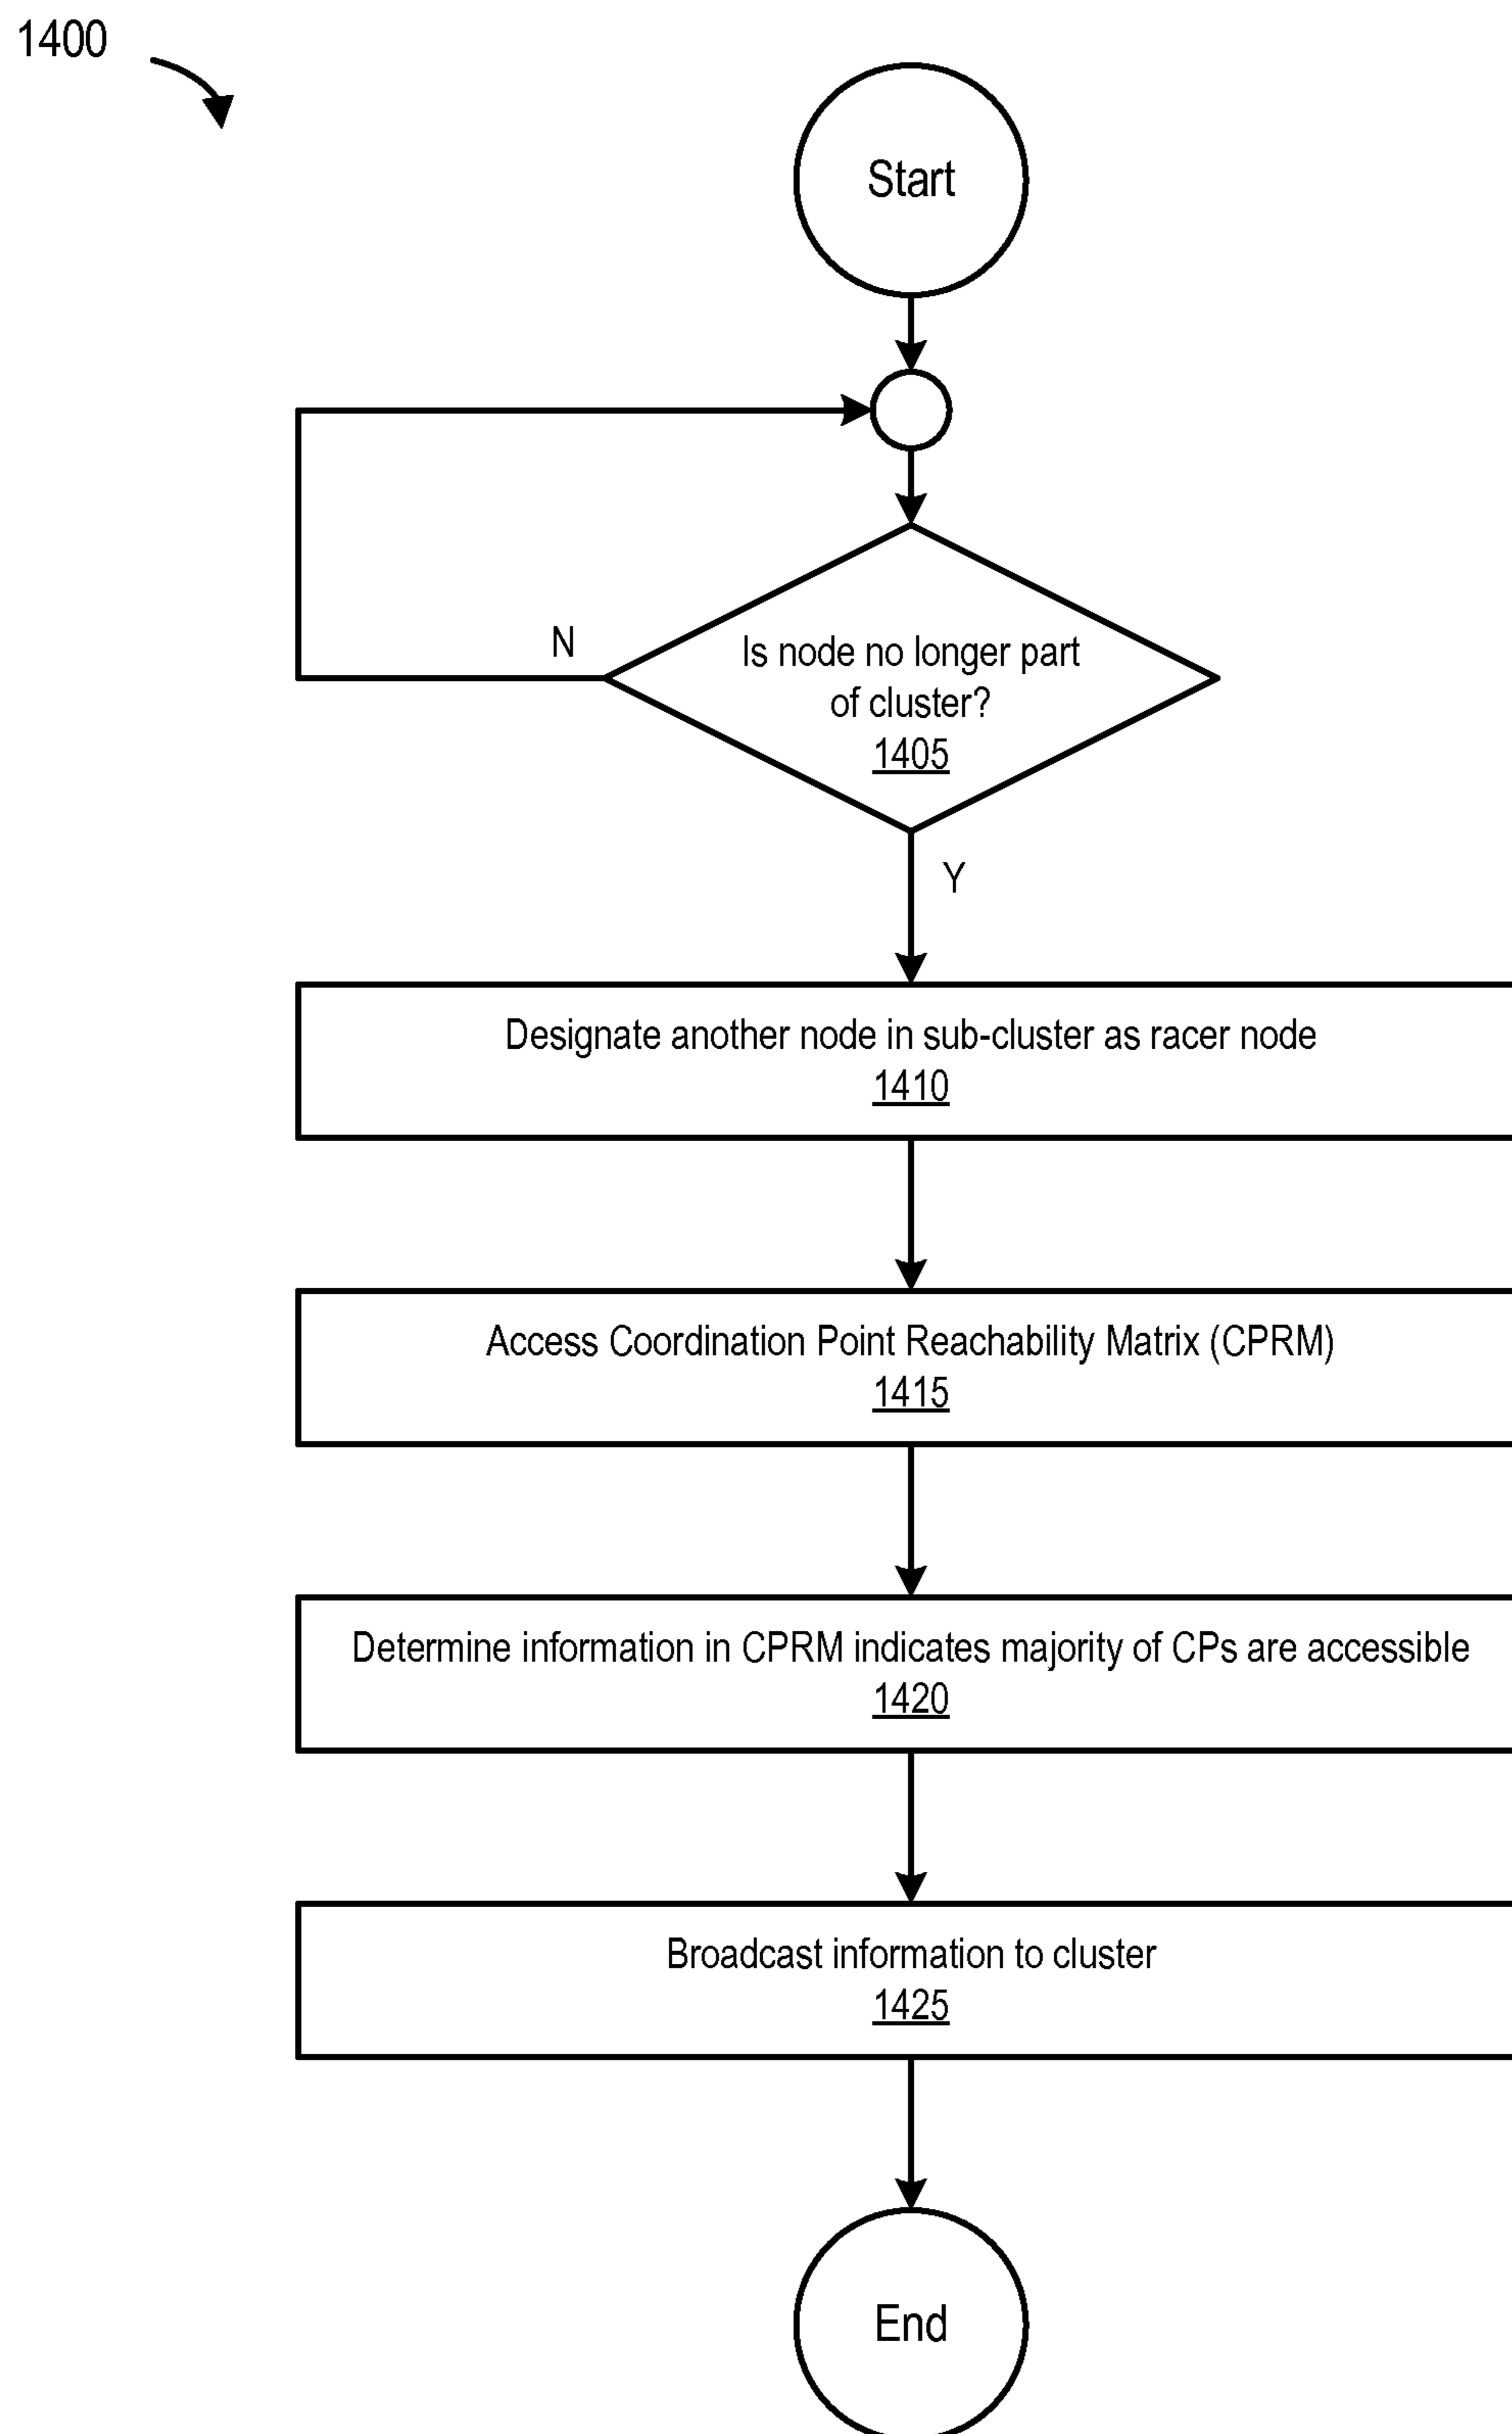 1400
Start
N
Is node no longer part
of cluster?
1405
Y
Designate another node in sub-cluster as racer node
1410
Access Coordination Point Reachability Matrix (CPRM)
1415
Determine information in CPRM indicates majority of CPs are accessible
1420
Broadcast information to cluster
1425
End